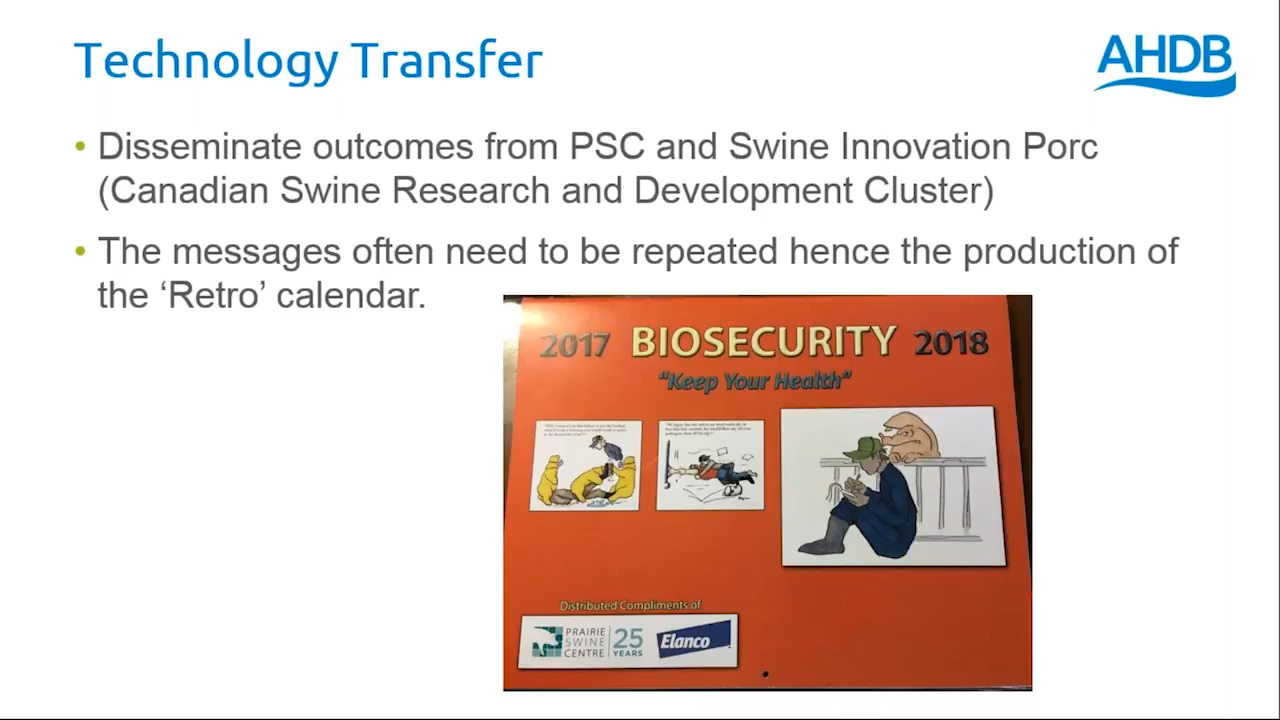 Technology Transfer
AHDB
• Disseminate outcomes from PSC and Swine Innovation Porc
(Canadian Swine Research and Development Cluster)
• The messages often need to be repeated hence the production of
the ‘Retro’ calendar.
2017 BIOSECURITY 2018
"Keep Your Health"
Distributed Compliments of
PRAIRIE
SWINE
CENTRE
25
YEARS
Elanco